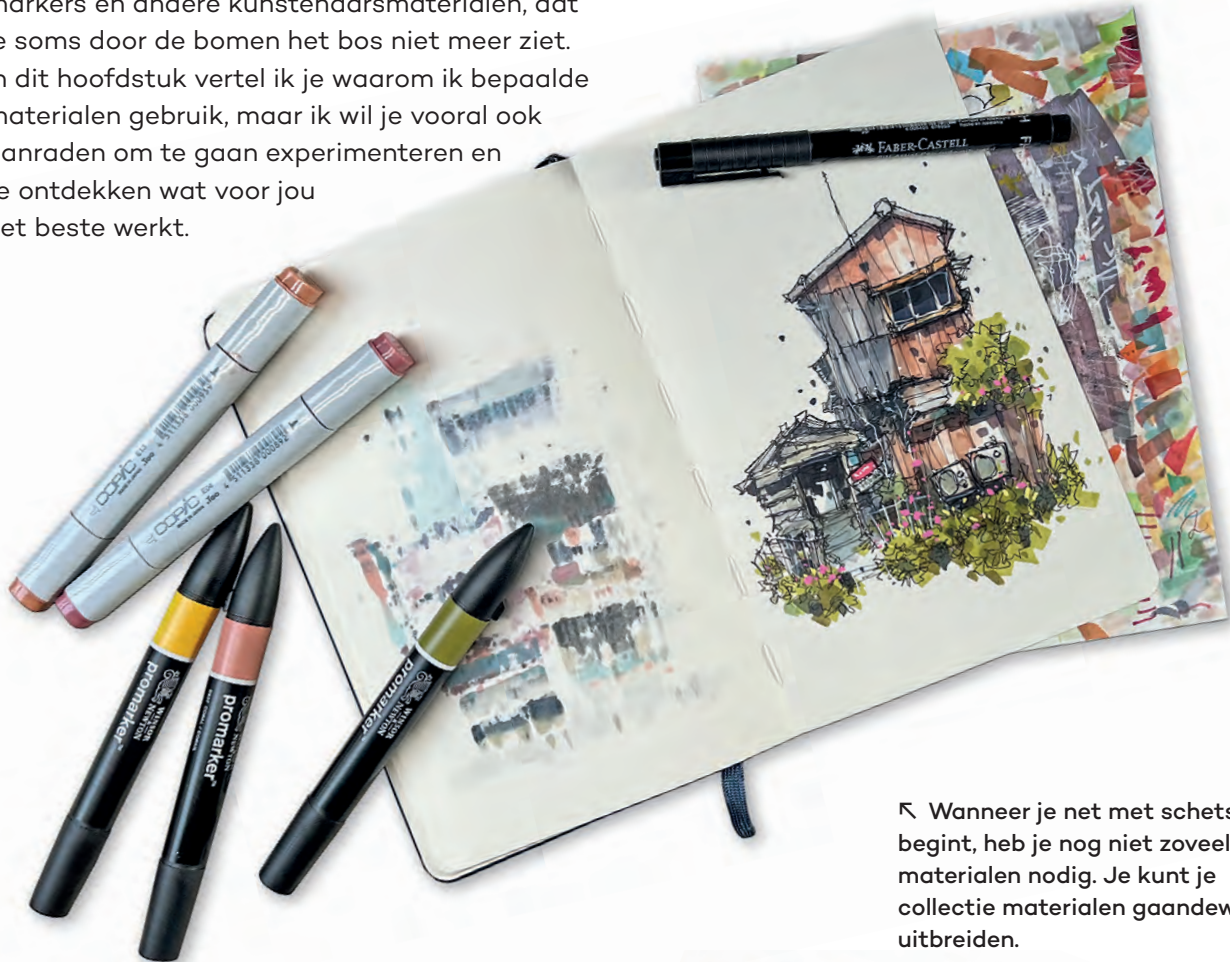 markers en andere kunstenaarsmaterialen, dat
je soms door de bomen het bos niet meer ziet.
In dit hoofdstuk vertel ik je waarom ik bepaalde
materialen gebruik, maar ik wil je vooral ook
aanraden om te gaan experimenteren en
te ontdekken wat voor jou
het beste werkt.
FABER-CASTELL
COPIC
COPIC
WINSOR
& NEWTON
promarker™
WINSOR
& NEWTON
promarker™
WINSOR
& NEWTON
promarker™
↖ Wanneer je net met schets
begint, heb je nog niet zoveel
materialen nodig. Je kunt je
collectie materialen gaandew
uitbreiden.